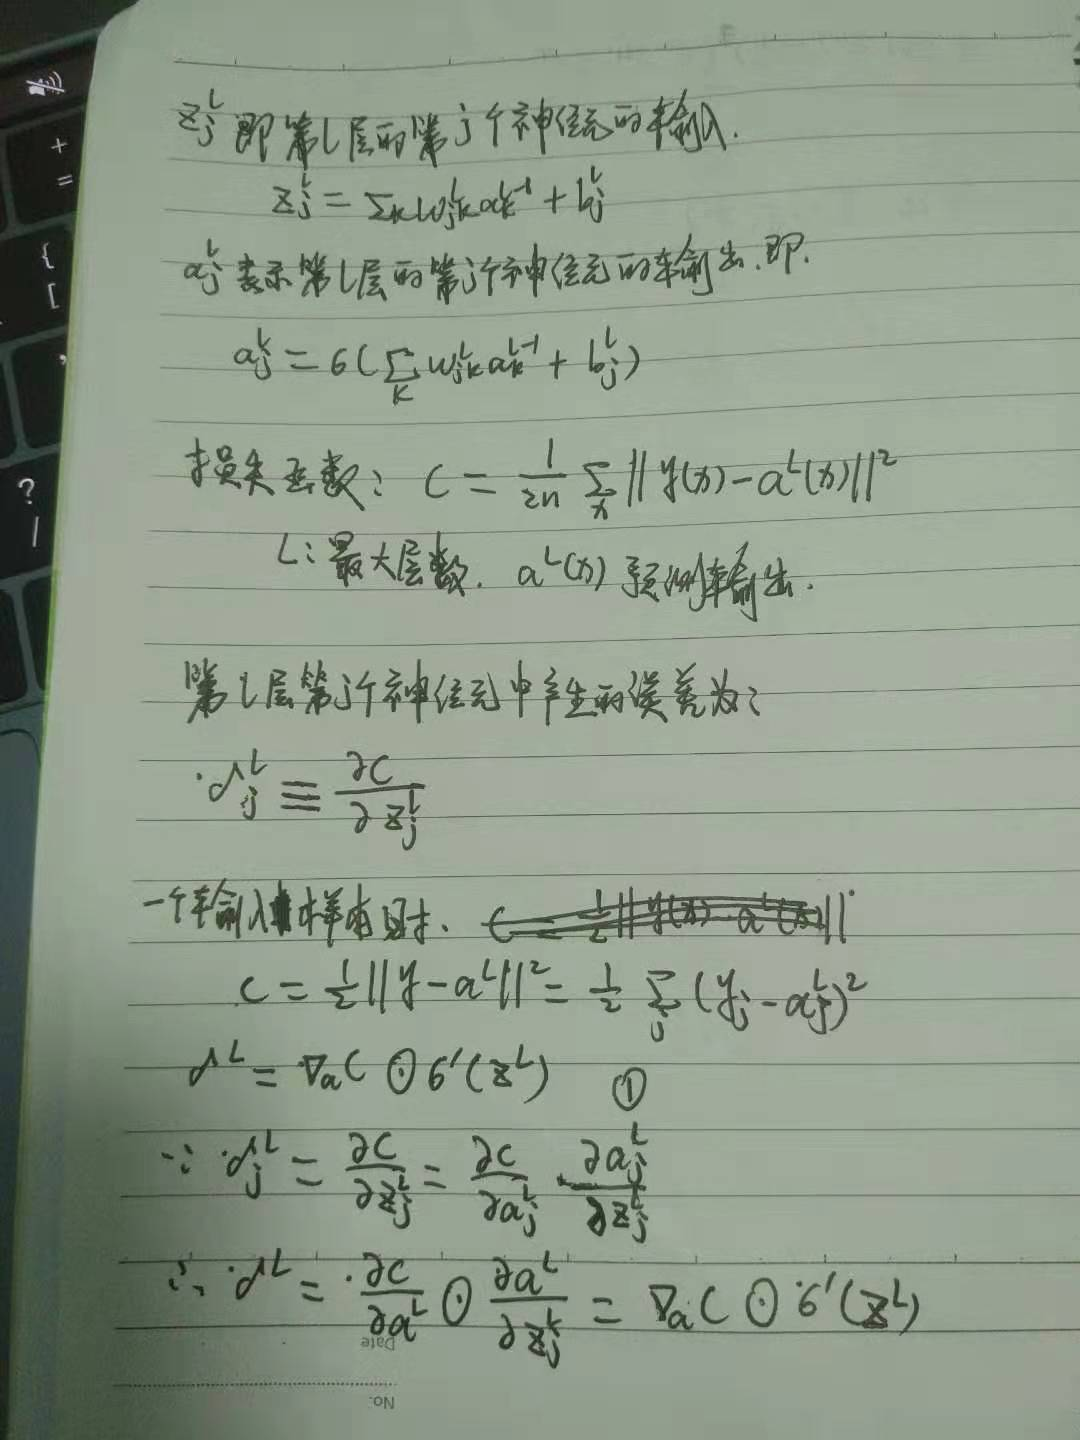 z_j^l 即第l层的第j个神经元的输入.
z_j^l = Σ_k w_jk^l a_k^{l-1} + b_j^l
a_j^l 表示第l层的第j个神经元的输出.即.
a_j^l = σ(Σ_k w_jk^l a_k^{l-1} + b_j^l)
损失函数: C = 1/2n Σ_x ||y(x) - a^L(x)||²
L:最大层数. a^L(x) 预测输出.
第l层第j个神经元中产生的误差为:
δ_j^l ≡ ∂C/∂z_j^l
一个输入样本时. C = 1/2||y(x) - a^L(x)||
C = 1/2||y - a^L||² = 1/2 Σ_j (y_j - a_j^L)²
δ^L = ∇_a C ⊙ σ'(z^L) ①
∵ δ_j^L = ∂C/∂z_j^L = ∂C/∂a_j^L · ∂a_j^L/∂z_j^L
∴ δ^L = ∂C/∂a^L ⊙ ∂a^L/∂z_j^L = ∇_a C ⊙ σ'(z^L)
Date
No.